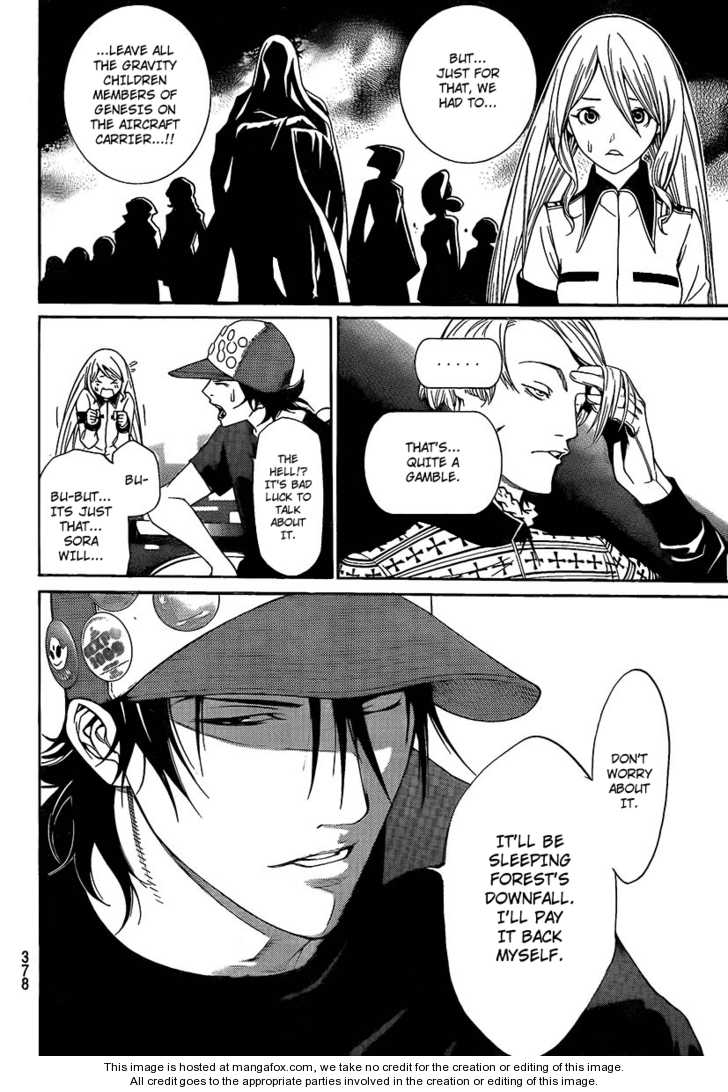 BUT...
JUST FOR
THAT, WE
HAD TO...
...LEAVE ALL
THE GRAVITY
CHILDREN
MEMBERS OF
GENESIS ON
THE AIRCRAFT
CARRIER...!!
.....
THAT'S...
QUITE A
GAMBLE.
THE
HELL!?
IT'S BAD
LUCK TO
TALK
ABOUT
IT.
BU-
BU-BUT...
ITS JUST
THAT...
SORA
WILL...
DON'T
WORRY
ABOUT
IT.
IT'LL BE
SLEEPING
FOREST'S
DOWNFALL.
I'LL PAY
IT BACK
MYSELF.
378
This image is hosted at mangafox.com, we take no credit for the creation or editing of this image.
All credit goes to the appropriate parties involved in the creation or editing of this image.